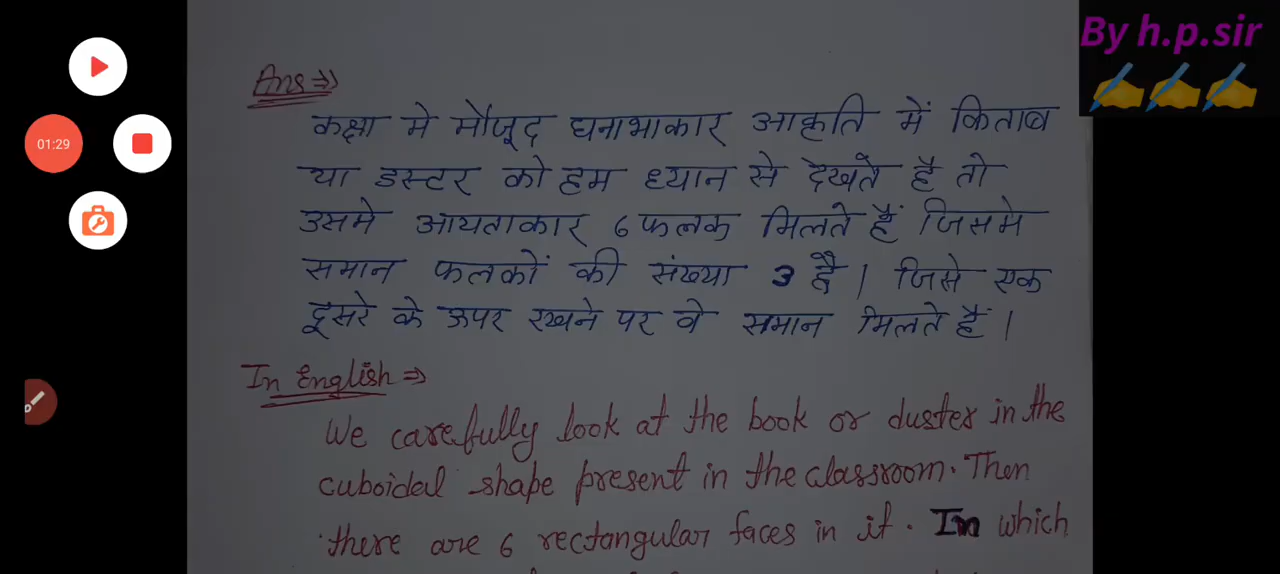 By h.p.sir
01:29
Ans ⇒
कक्षा मे मौजूद घनाभाकार आकृति में किताब
या डस्टर को हम ध्यान से देखते है तो
उसमे आयताकार 6 फलक मिलते हैं जिसमे
समान फलकों की संख्या 3 है। जिसे एक
दूसरे के ऊपर रखने पर वे समान मिलते हैं।
In English ⇒
We carefully look at the book or duster in the
cuboidal shape present in the classroom. Then
there are 6 rectangular faces in it. In which